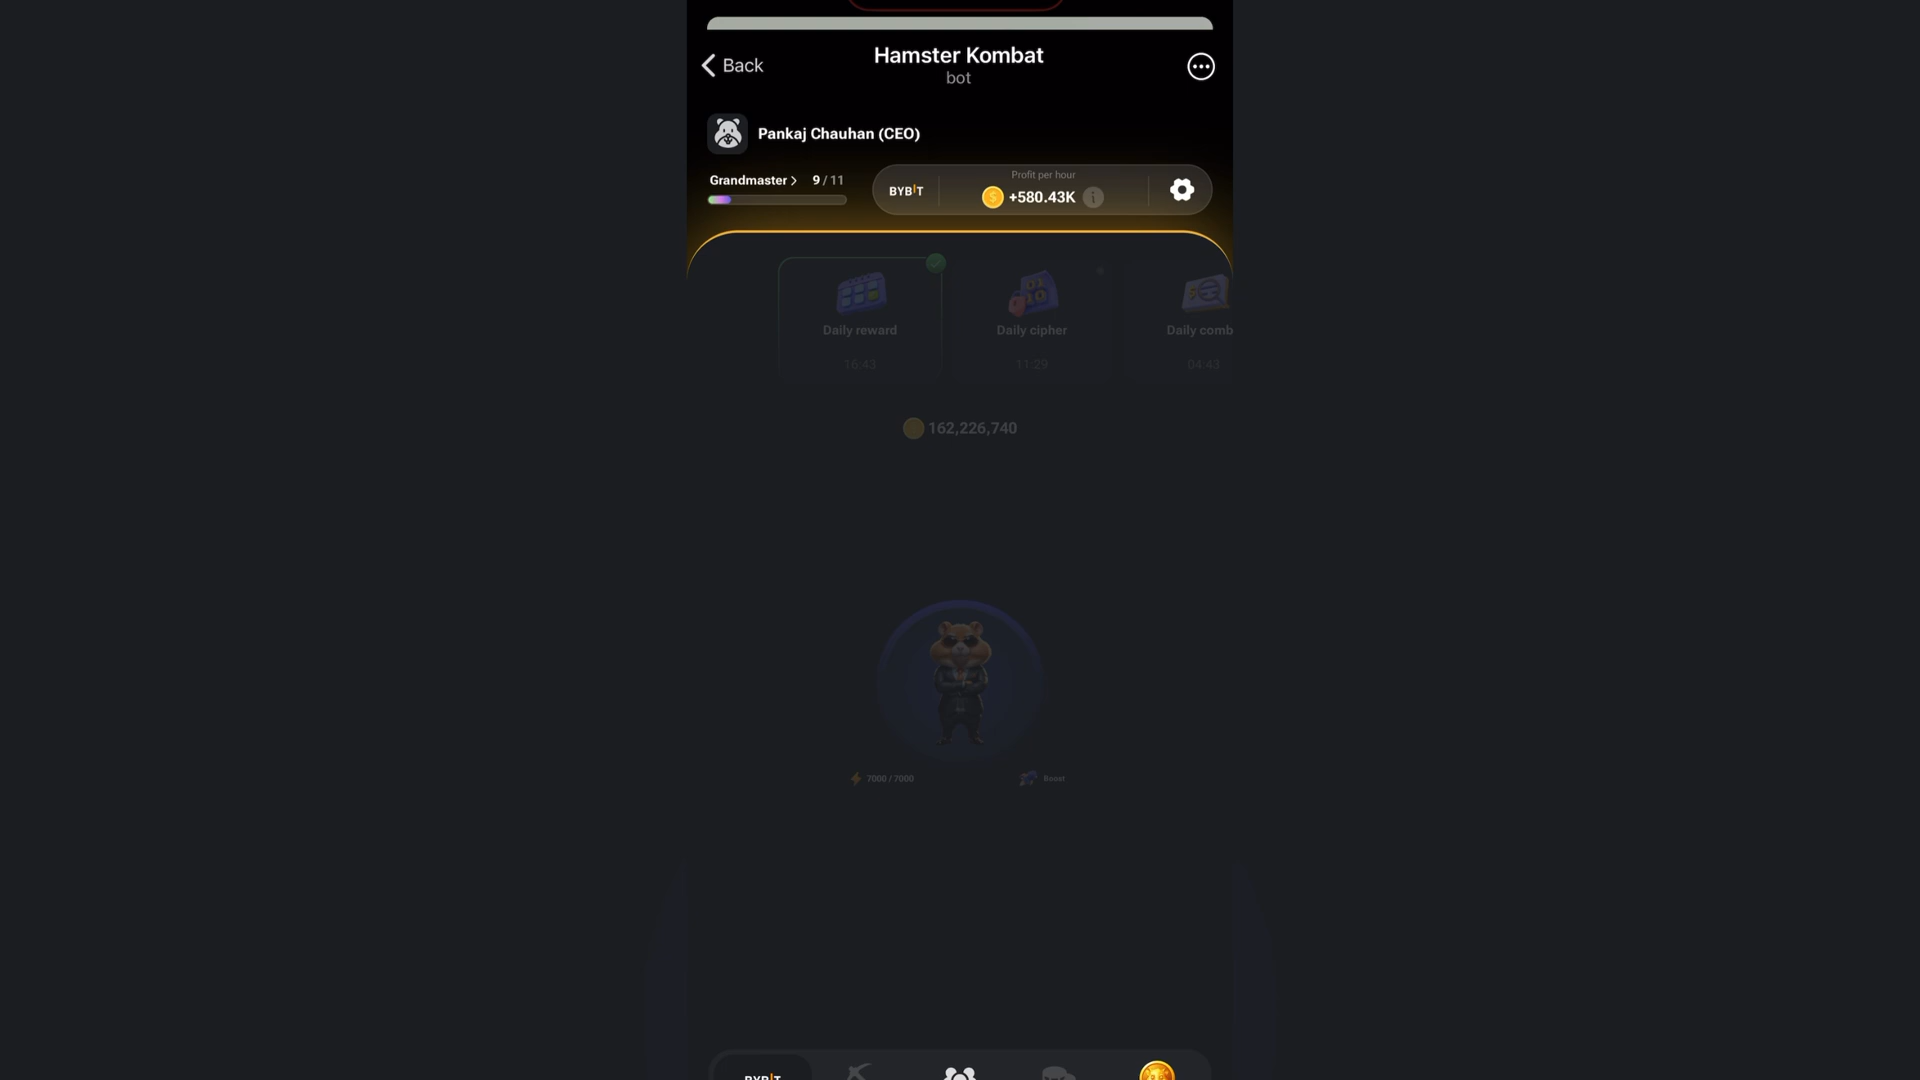 Back
Hamster Kombat
bot
Pankaj Chauhan (CEO)
Grandmaster > 9 / 11
BYBIT
Profit per hour
+580.43K
Daily reward
16:43
Daily cipher
11:29
Daily comb
04:43
162,226,740
7000 / 7000
Boost
BYBIT